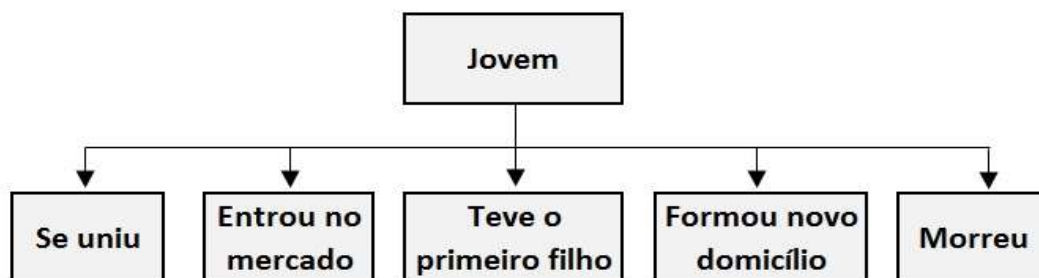 Jovem
Se uniu
Entrou no
mercado
Teve o
primeiro filho
Formou novo
domicílio
Morreu